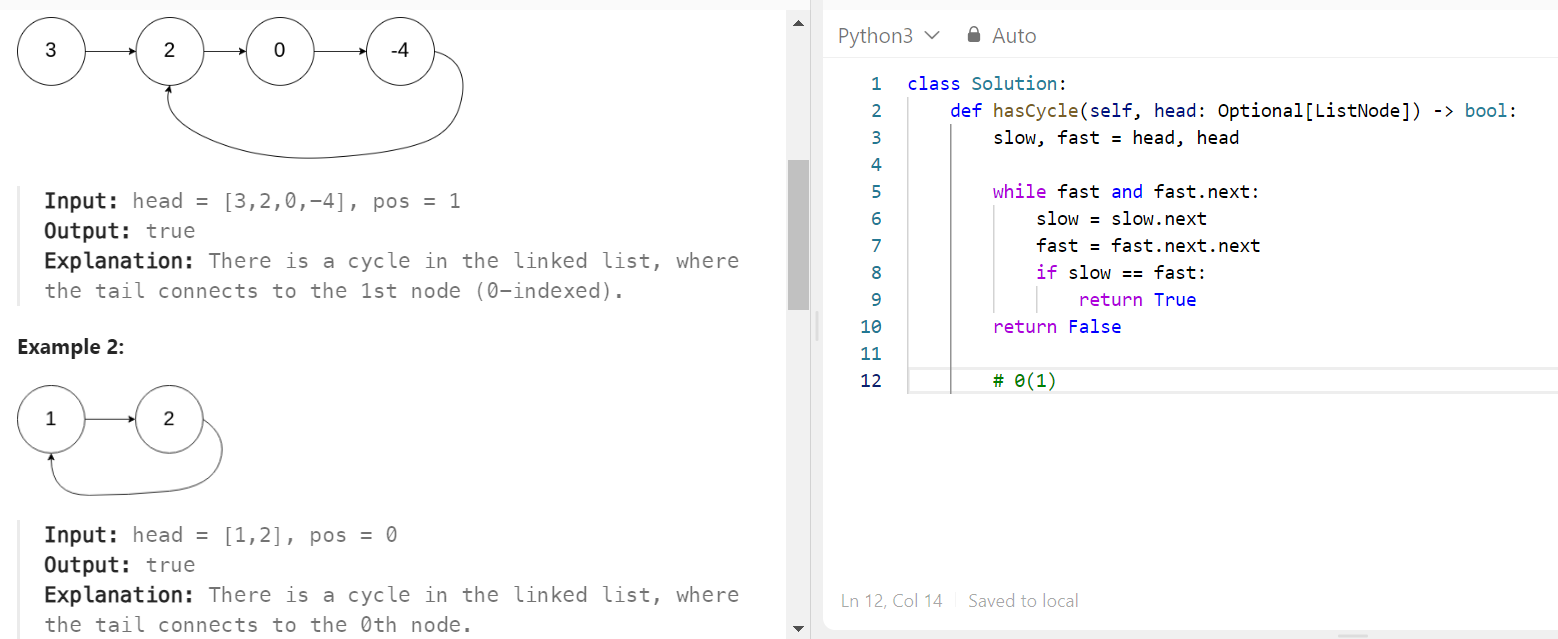 3 2 0 -4
Input: head = [3,2,0,-4], pos = 1
Output: true
Explanation: There is a cycle in the linked list, where
the tail connects to the 1st node (0-indexed).
Example 2:
1 2
Input: head = [1,2], pos = 0
Output: true
Explanation: There is a cycle in the linked list, where
the tail connects to the 0th node.
Python3 Auto
1 class Solution:
2     def hasCycle(self, head: Optional[ListNode]) -> bool:
3         slow, fast = head, head
4
5         while fast and fast.next:
6             slow = slow.next
7             fast = fast.next.next
8             if slow == fast:
9                 return True
10         return False
11
12         # 0(1)
Ln 12, Col 14 Saved to local